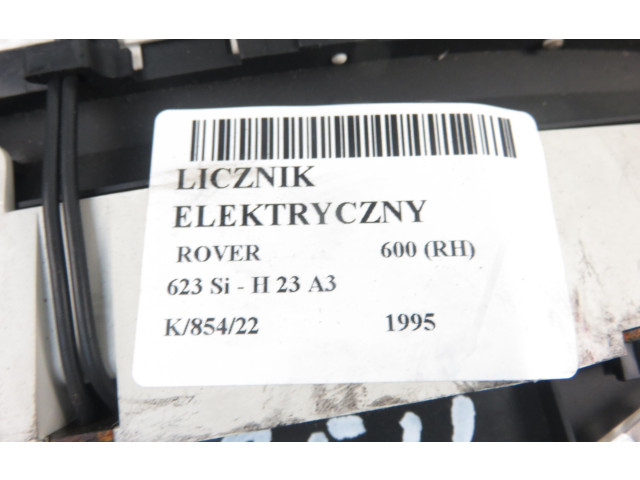 LICZNIK
ELEKTRYCZNY
ROVER 600 (RH)
623 Si - H 23 A3
K/854/22 1995